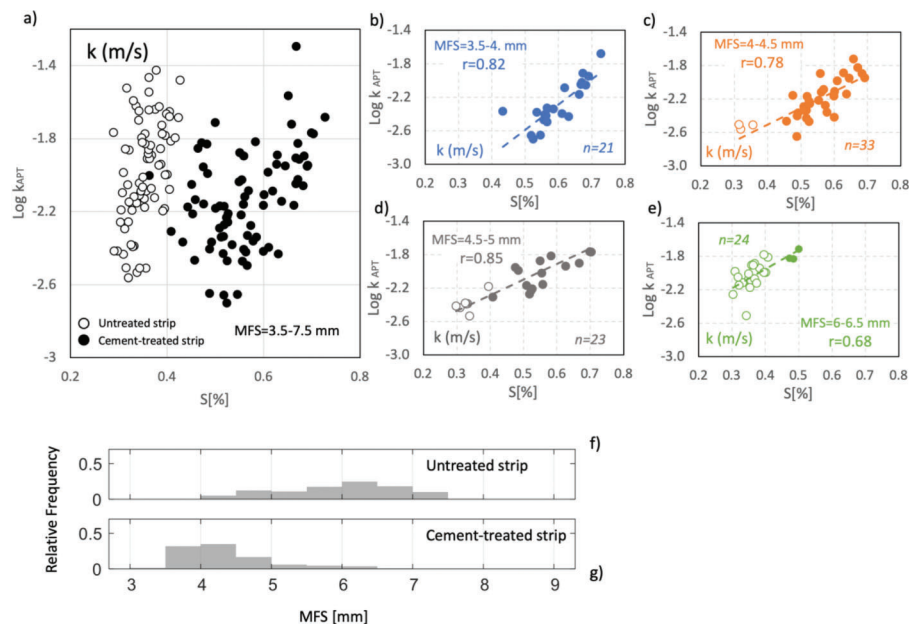 a)
k (m/s)
Log kAPT
-1.4
-1.8
-2.2
-2.6
-3
Untreated strip
Cement-treated strip
MFS=3.5-7.5 mm
0.2 0.4 0.6 0.8
S[%]
b)
MFS=3.5-4. mm
r=0.82
Log k APT
-1.4
-1.8
-2.2
-2.6
-3.0
k (m/s)
n=21
0.2 0.3 0.4 0.5 0.6 0.7 0.8
S[%]
c)
MFS=4-4.5 mm
r=0.78
Log k APT
-1.4
-1.8
-2.2
-2.6
-3.0
k (m/s)
n=33
0.2 0.3 0.4 0.5 0.6 0.7 0.8
S[%]
d)
MFS=4.5-5 mm
r=0.85
Log k APT
-1.4
-1.8
-2.2
-2.6
-3.0
k (m/s)
n=23
0.2 0.3 0.4 0.5 0.6 0.7 0.8
S[%]
e)
n=24
Log k APT
-1.4
-1.8
-2.2
-2.6
-3.0
MFS=6-6.5 mm
r=0.68
k (m/s)
0.2 0.3 0.4 0.5 0.6 0.7 0.8
S[%]
f)
Relative Frequency
0.5
0
Untreated strip
0.5
0
Cement-treated strip
g)
3 4 5 6 7 8 9
MFS [mm]